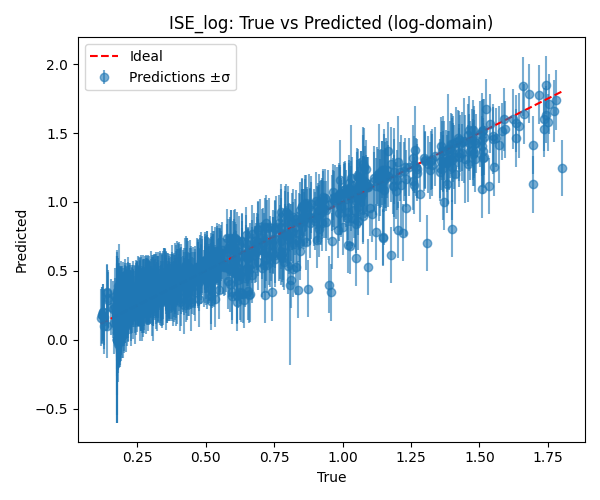 ISE_log: True vs Predicted (log-domain)
Ideal
Predictions ±σ
2.0
1.5
1.0
0.5
0.0
−0.5
Predicted
0.25 0.50 0.75 1.00 1.25 1.50 1.75
True